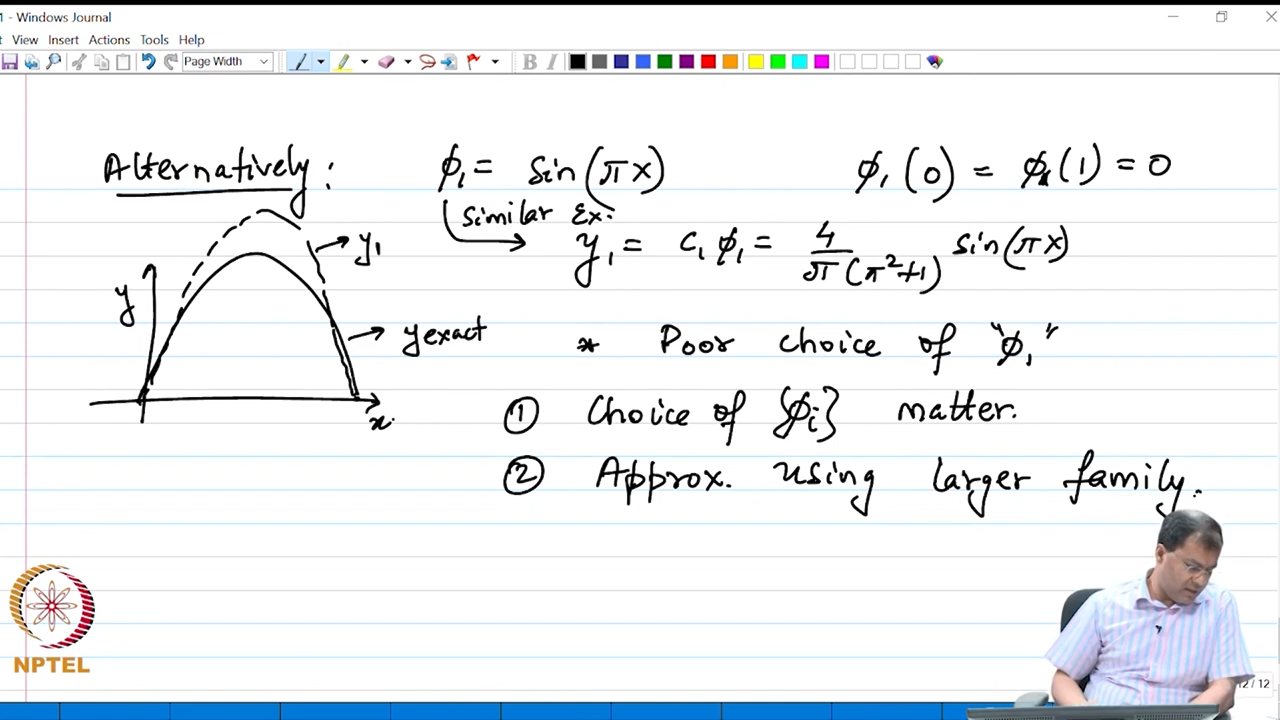 1 - Windows Journal
View Insert Actions Tools Help
Page Width
Alternatively: ϕ₁ = sin(πx) ϕ₁(0) = ϕ₁(1) = 0
Similar Ex:
y₁ = c₁ϕ₁ = 4/(π(π²+1)) sin(πx)
y₁
y
y exact
x
* Poor choice of "ϕ₁"
① Choice of {ϕᵢ} matter.
② Approx. using larger family.
NPTEL
12 / 12